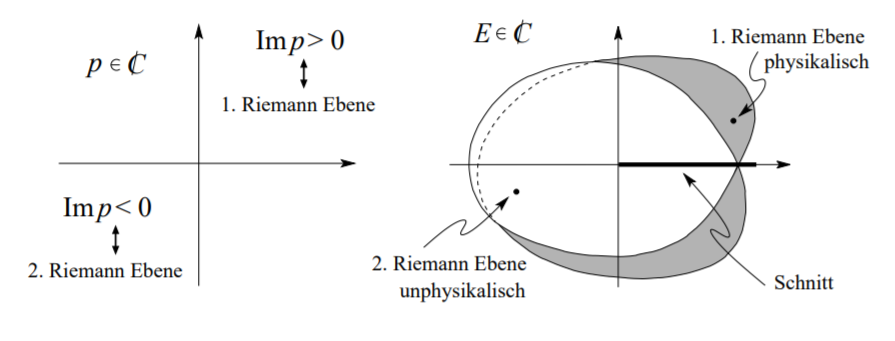 p ∈ ℂ
Im p > 0
1. Riemann Ebene
Im p < 0
2. Riemann Ebene
E ∈ ℂ
1. Riemann Ebene
physikalisch
2. Riemann Ebene
unphysikalisch
Schnitt